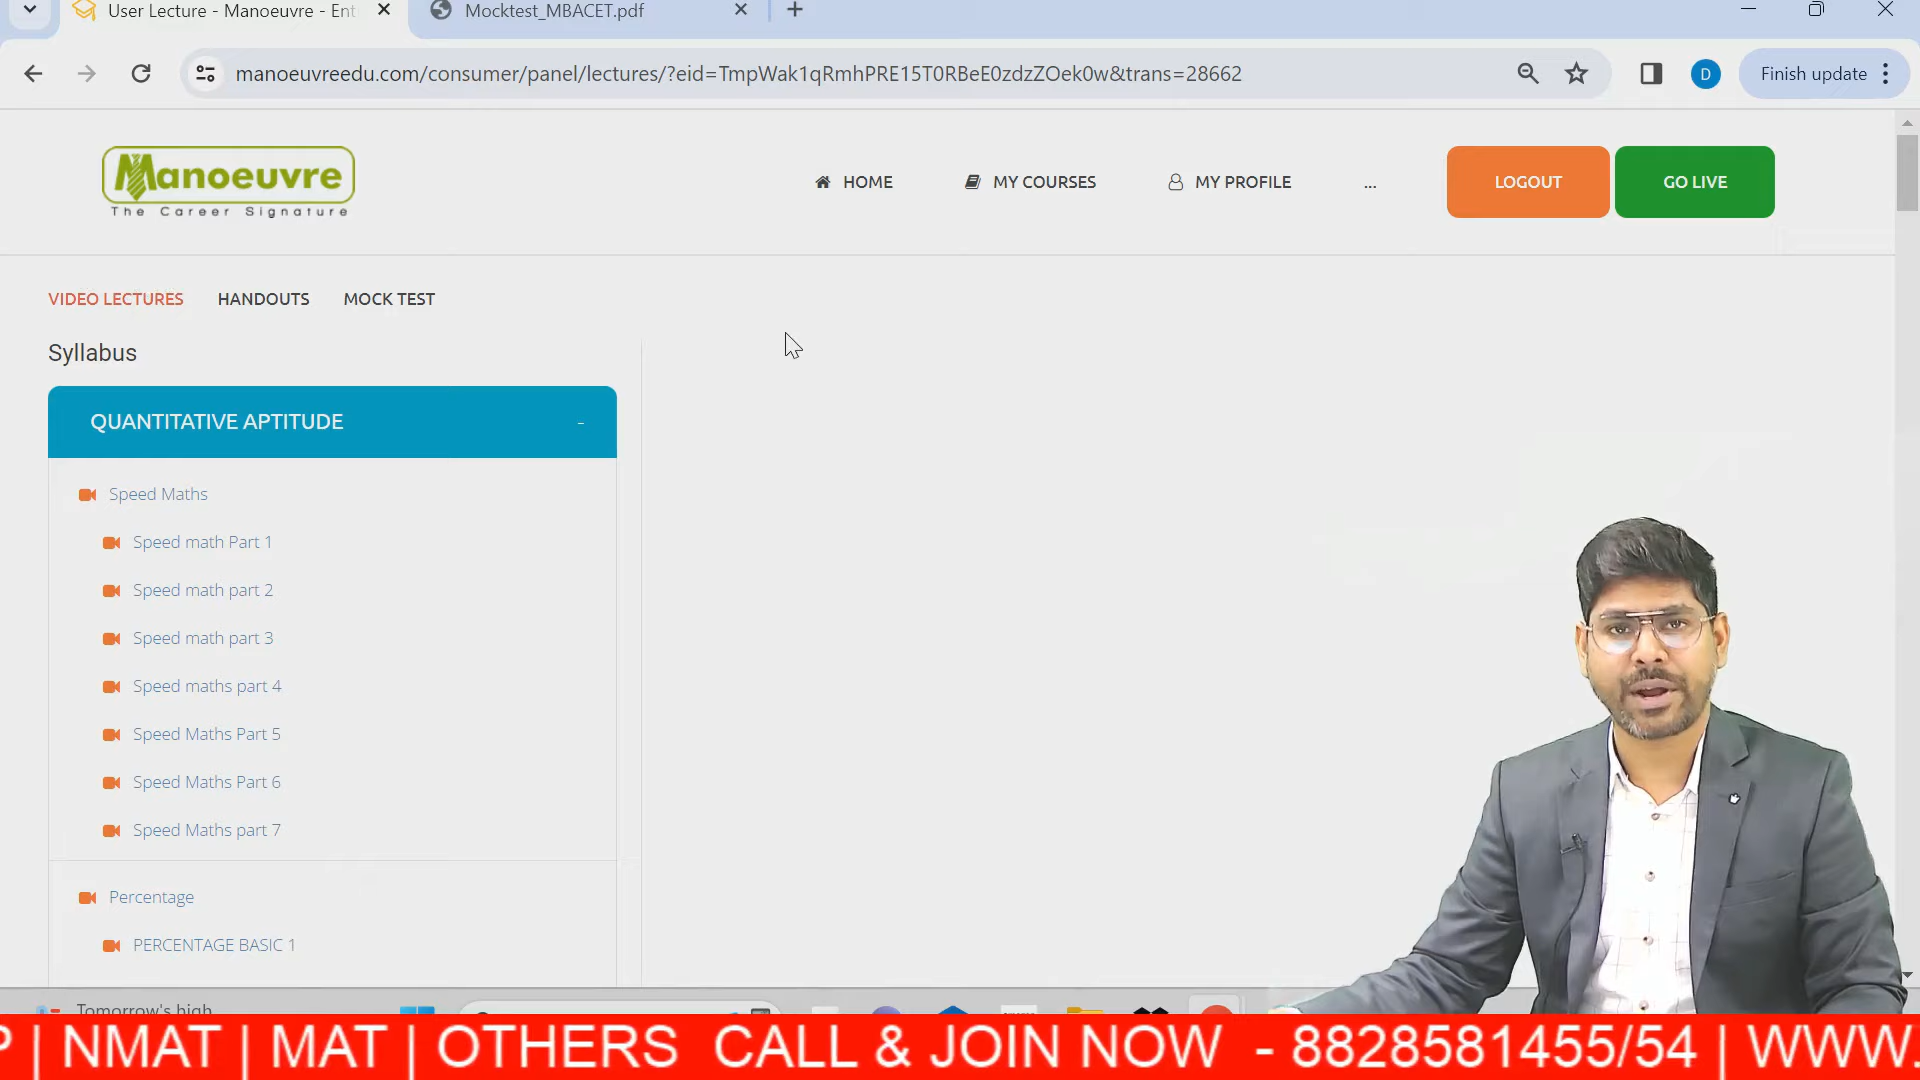 User Lecture - Manoeuvre - Ent
Mocktest_MBACET.pdf
manoeuvreedu.com/consumer/panel/lectures/?eid=TmpWak1qRmhPRE15T0RBeE0zdzZOek0w&trans=28662
D
Finish update
Manoeuvre
The Career Signature
HOME
MY COURSES
MY PROFILE
...
LOGOUT
GO LIVE
VIDEO LECTURES
HANDOUTS
MOCK TEST
Syllabus
QUANTITATIVE APTITUDE -
Speed Maths
Speed math Part 1
Speed math part 2
Speed math part 3
Speed maths part 4
Speed Maths Part 5
Speed Maths Part 6
Speed Maths part 7
Percentage
PERCENTAGE BASIC 1
Tomorrow's high
P | NMAT | MAT | OTHERS CALL & JOIN NOW - 8828581455/54 | WWW.